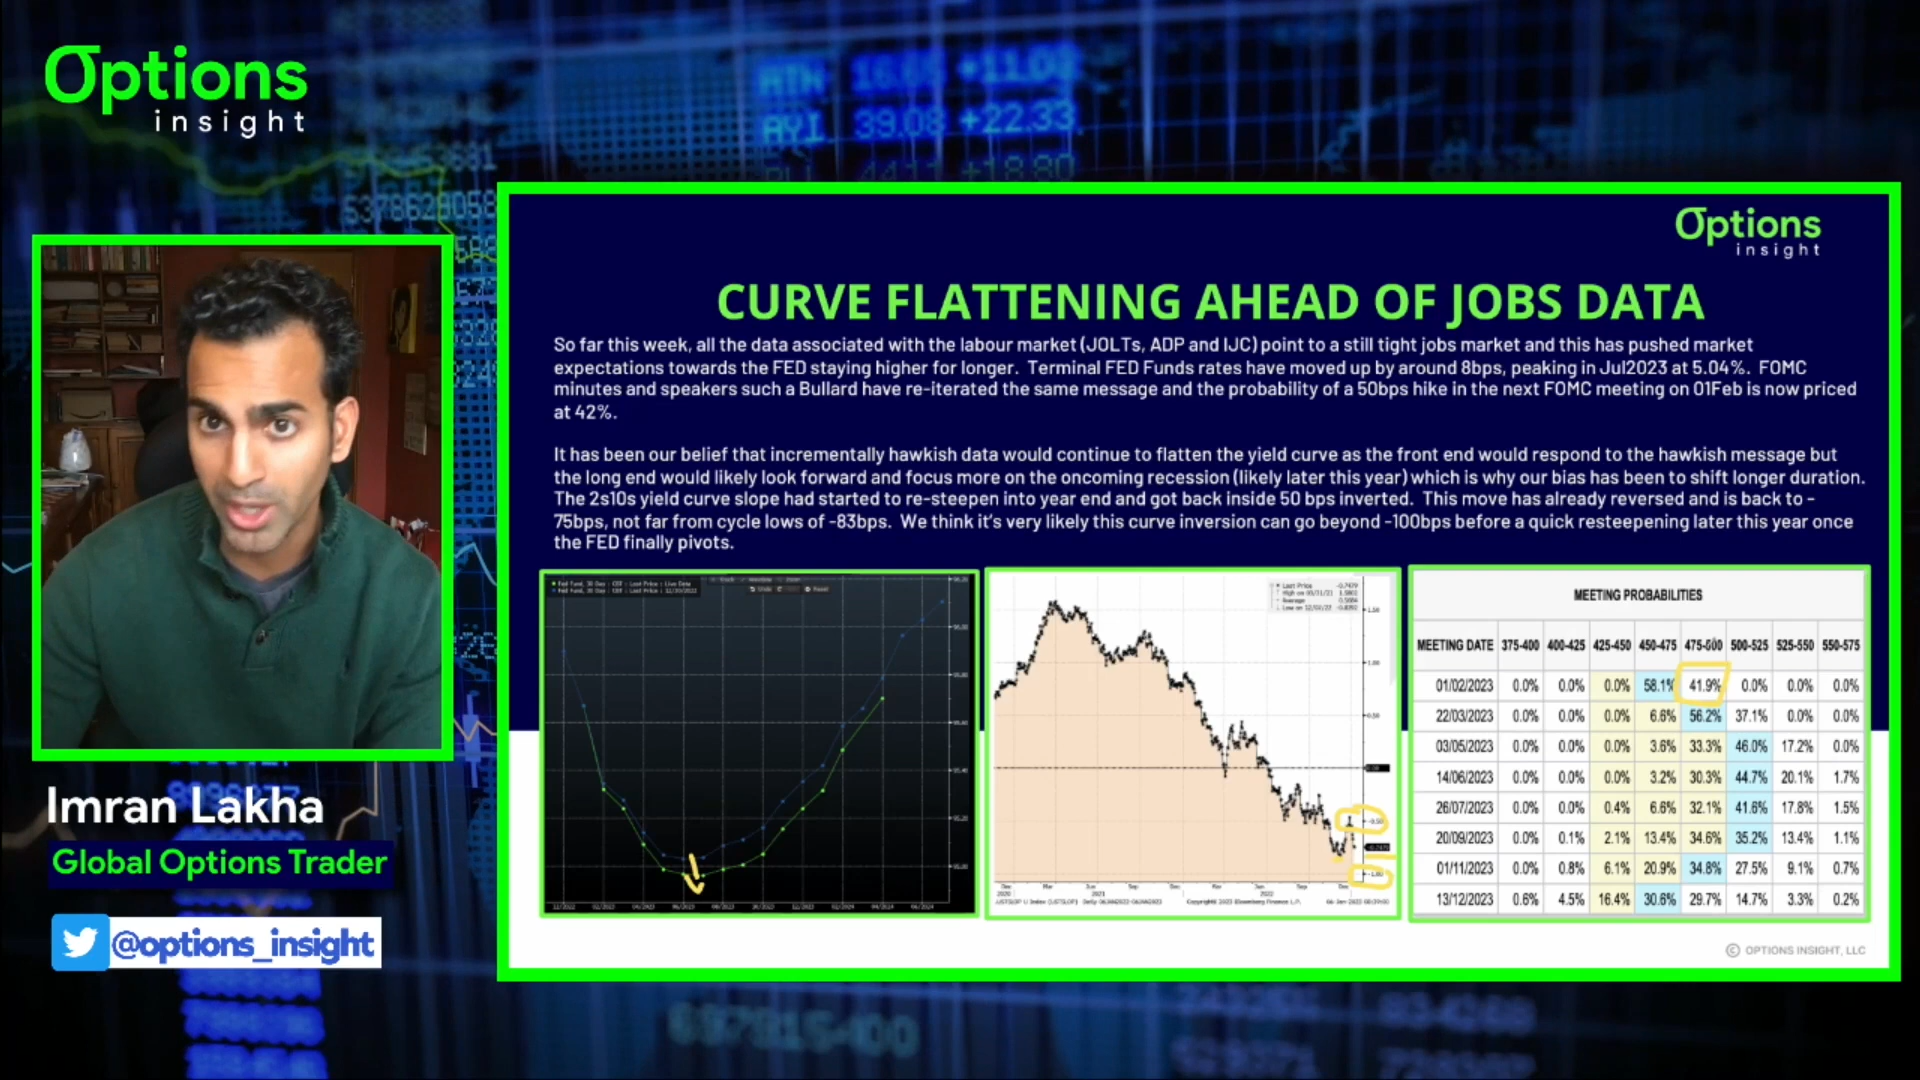 Options
insight
ATN 16.66 +11.08
AYI 39.08 +22.33
44.11 +18.80
Options
insight
CURVE FLATTENING AHEAD OF JOBS DATA
So far this week, all the data associated with the labour market (JOLTs, ADP and IJC) point to a still tight jobs market and this has pushed market
expectations towards the FED staying higher for longer. Terminal FED Funds rates have moved up by around 8bps, peaking in Jul2023 at 5.04%. FOMC
minutes and speakers such a Bullard have re-iterated the same message and the probability of a 50bps hike in the next FOMC meeting on 01Feb is now priced
at 42%.
It has been our belief that incrementally hawkish data would continue to flatten the yield curve as the front end would respond to the hawkish message but
the long end would likely look forward and focus more on the oncoming recession (likely later this year) which is why our bias has been to shift longer duration.
The 2s10s yield curve slope had started to re-steepen into year end and got back inside 50 bps inverted. This move has already reversed and is back to -
75bps, not far from cycle lows of -83bps. We think it's very likely this curve inversion can go beyond -100bps before a quick resteepening later this year once
the FED finally pivots.
MEETING PROBABILITIES
MEETING DATE 375-400 400-425 425-450 450-475 475-500 500-525 525-550 550-575
01/02/2023 0.0% 0.0% 0.0% 58.1% 41.9% 0.0% 0.0% 0.0%
22/03/2023 0.0% 0.0% 0.0% 6.6% 56.2% 37.1% 0.0% 0.0%
03/05/2023 0.0% 0.0% 0.0% 3.6% 33.3% 46.0% 17.2% 0.0%
14/06/2023 0.0% 0.0% 0.0% 3.2% 30.3% 44.7% 20.1% 1.7%
26/07/2023 0.0% 0.0% 0.4% 6.6% 32.1% 41.6% 17.8% 1.5%
20/09/2023 0.0% 0.1% 2.1% 13.4% 34.6% 35.2% 13.4% 1.1%
01/11/2023 0.0% 0.8% 6.1% 20.9% 34.8% 27.5% 9.1% 0.7%
13/12/2023 0.6% 4.5% 16.4% 30.6% 29.7% 14.7% 3.3% 0.2%
© OPTIONS INSIGHT, LLC
Imran Lakha
Global Options Trader
@options_insight